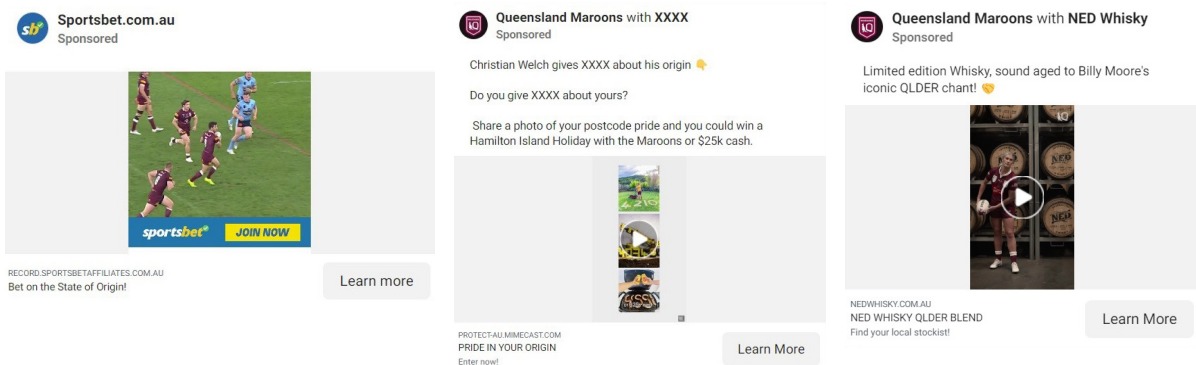 Sportsbet.com.au
Sponsored
sportsbet
JOIN NOW
RECORD.SPORTSBETAFFILIATES.COM.AU
Bet on the State of Origin!
Learn more
Queensland Maroons with XXXX
Sponsored
Christian Welch gives XXXX about his origin 👇
Do you give XXXX about yours?
Share a photo of your postcode pride and you could win a
Hamilton Island Holiday with the Maroons or $25k cash.
4210
PROTECT-AU.MIMECAST.COM
PRIDE IN YOUR ORIGIN
Enter now!
Learn More
Queensland Maroons with NED Whisky
Sponsored
Limited edition Whisky, sound aged to Billy Moore's
iconic QLDER chant! 🤝
NED
NEDWHISKY.COM.AU
NED WHISKY QLDER BLEND
Find your local stockist!
Learn More